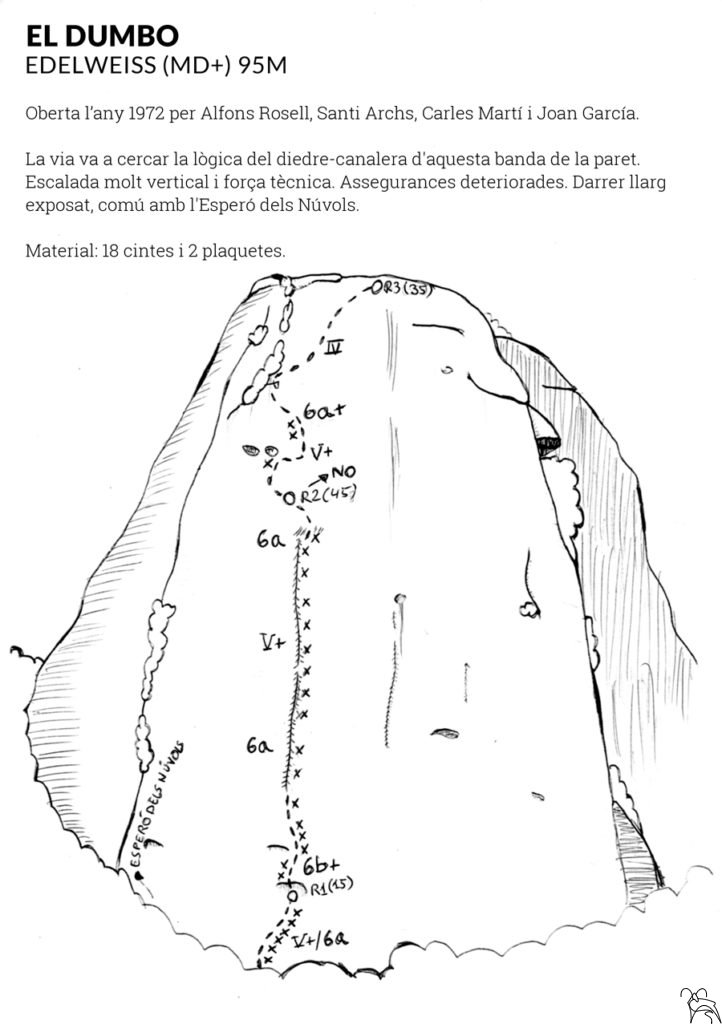 EL DUMBO
EDELWEISS (MD+) 95M
Oberta l’any 1972 per Alfons Rosell, Santi Archs, Carles Martí i Joan García.
La via va a cercar la lògica del diedre-canalera d'aquesta banda de la paret.
Escalada molt vertical i força tècnica. Assegurances deteriorades. Darrer llarg
exposat, comú amb l'Esperó dels Núvols.
Material: 18 cintes i 2 plaquetes.
R3(35)
IV
6a+
V+
NO
R2(45)
6a
V+
6a
ESPERÓ DELS NÚVOLS
6b+
R1(15)
V+/6a